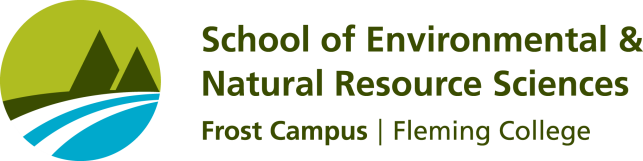 School of Environmental &
Natural Resource Sciences
Frost Campus | Fleming College